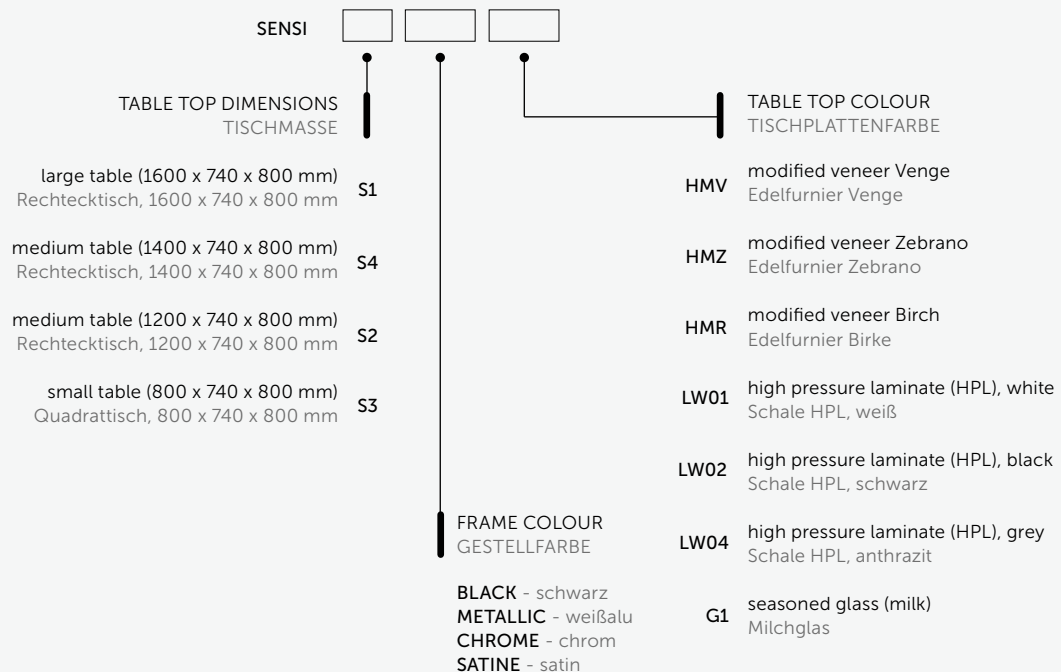 SENSI
TABLE TOP DIMENSIONS
TISCHMASSE
large table (1600 x 740 x 800 mm)
Rechtecktisch, 1600 x 740 x 800 mm
S1
medium table (1400 x 740 x 800 mm)
Rechtecktisch, 1400 x 740 x 800 mm
S4
medium table (1200 x 740 x 800 mm)
Rechtecktisch, 1200 x 740 x 800 mm
S2
small table (800 x 740 x 800 mm)
Quadrattisch, 800 x 740 x 800 mm
S3
FRAME COLOUR
GESTELLFARBE
BLACK - schwarz
METALLIC - weißalu
CHROME - chrom
SATINE - satin
TABLE TOP COLOUR
TISCHPLATTENFARBE
HMV
modified veneer Venge
Edelfurnier Venge
HMZ
modified veneer Zebrano
Edelfurnier Zebrano
HMR
modified veneer Birch
Edelfurnier Birke
LW01
high pressure laminate (HPL), white
Schale HPL, weiß
LW02
high pressure laminate (HPL), black
Schale HPL, schwarz
LW04
high pressure laminate (HPL), grey
Schale HPL, anthrazit
G1
seasoned glass (milk)
Milchglas